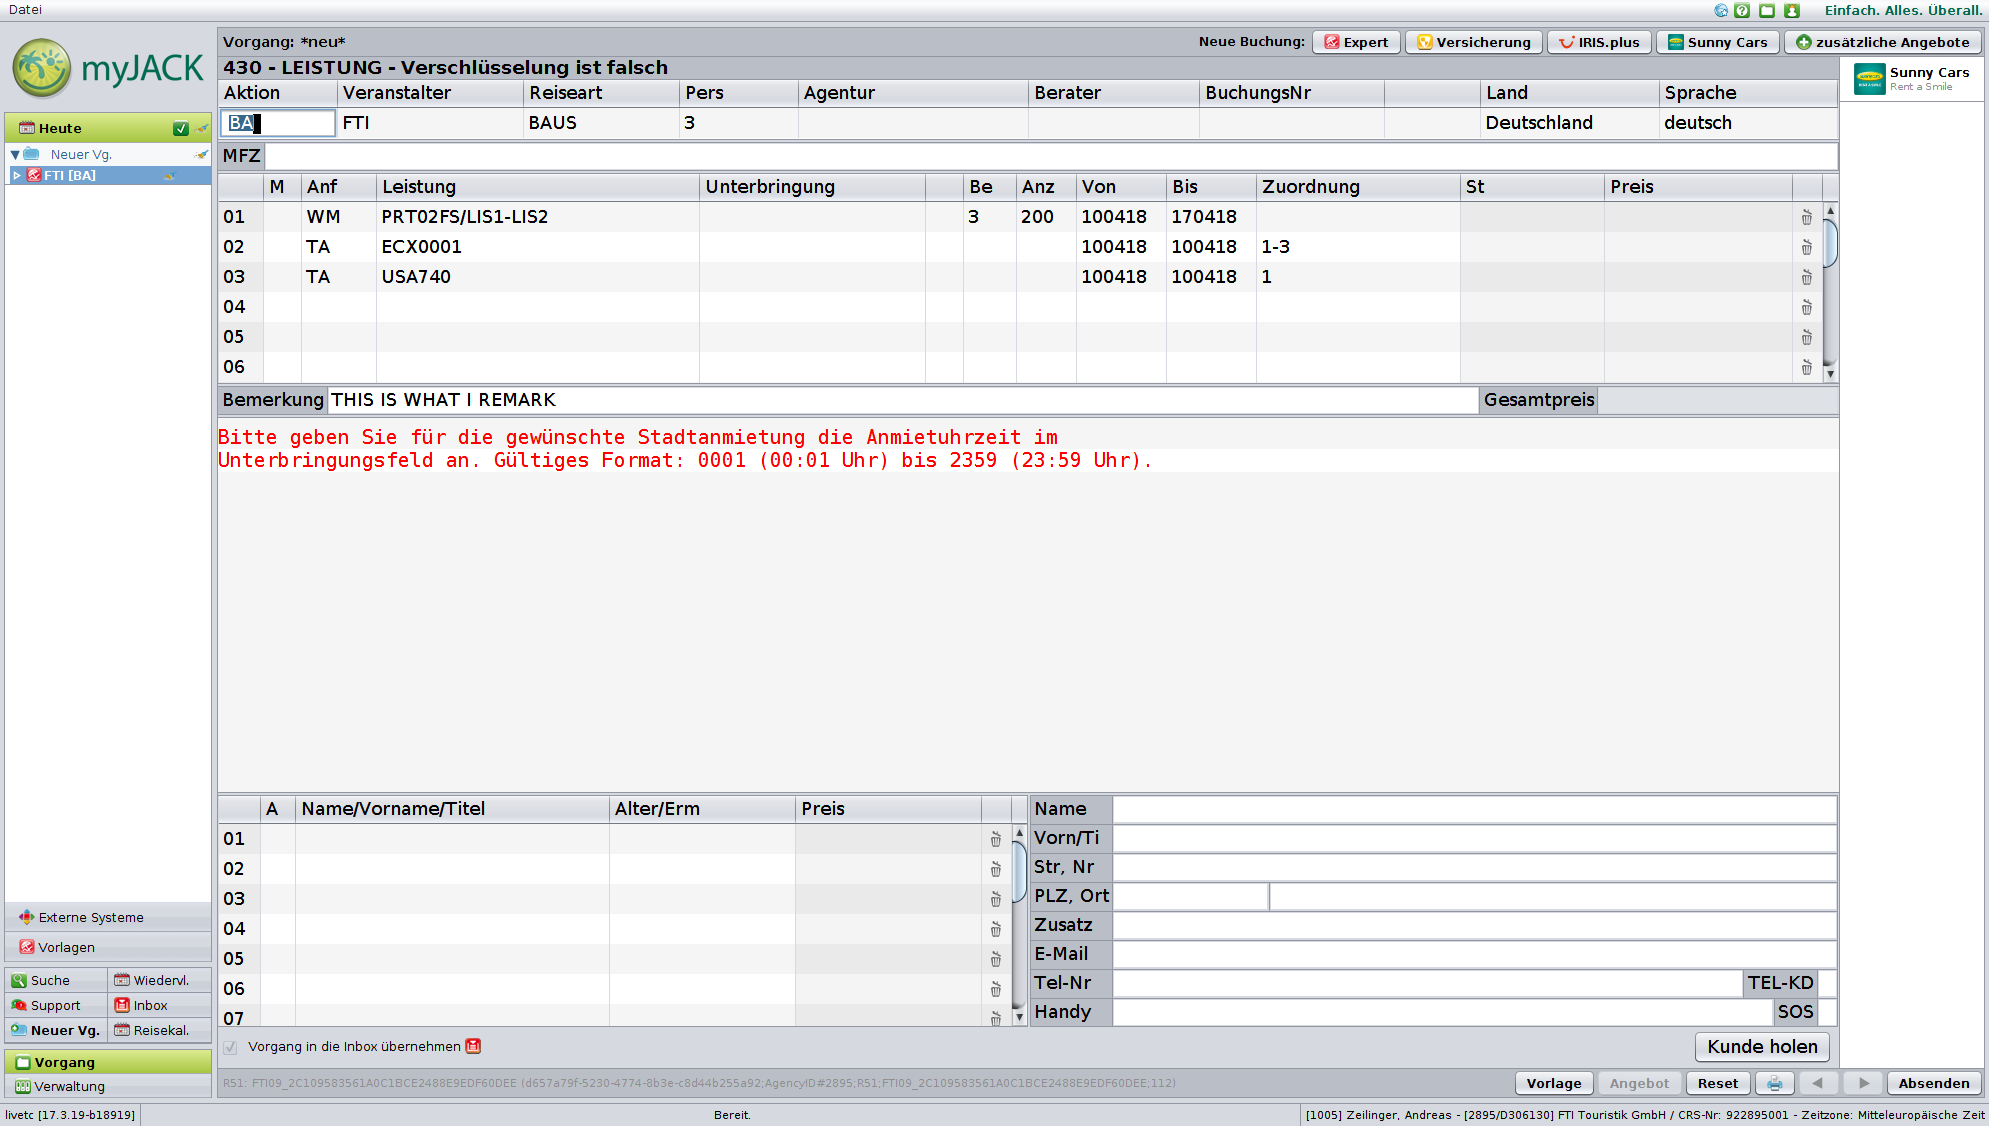 Datei
Einfach. Alles. Überall.
myJACK
Vorgang: *neu*
Neue Buchung: Expert Versicherung IRIS.plus Sunny Cars zusätzliche Angebote
430 - LEISTUNG - Verschlüsselung ist falsch
Sunny Cars
Rent a Smile
Aktion Veranstalter Reiseart Pers Agentur Berater BuchungsNr Land Sprache
BA FTI BAUS 3 Deutschland deutsch
Heute
Neuer Vg.
FTI [BA]
MFZ
M Anf Leistung Unterbringung Be Anz Von Bis Zuordnung St Preis
01 WM PRT02FS/LIS1-LIS2 3 200 100418 170418
02 TA ECX0001 100418 100418 1-3
03 TA USA740 100418 100418 1
04
05
06
Bemerkung THIS IS WHAT I REMARK Gesamtpreis
Bitte geben Sie für die gewünschte Stadtanmietung die Anmietuhrzeit im
Unterbringungsfeld an. Gültiges Format: 0001 (00:01 Uhr) bis 2359 (23:59 Uhr).
A Name/Vorname/Titel Alter/Erm Preis
01
02
03
04
05
06
07
Name
Vorn/Ti
Str, Nr
PLZ, Ort
Zusatz
E-Mail
Tel-Nr TEL-KD
Handy SOS
Externe Systeme
Vorlagen
Suche Wiedervl.
Support Inbox
Neuer Vg. Reisekal.
Vorgang
Verwaltung
Vorgang in die Inbox übernehmen
Kunde holen
R51: FTI09_2C109583561A0C1BCE2488E9EDF60DEE (d657a79f-5230-4774-8b3e-c8d44b255a92;AgencyID#2895;R51;FTI09_2C109583561A0C1BCE2488E9EDF60DEE;112)
Vorlage Angebot Reset Absenden
livetc [17.3.19-b18919] Bereit. [1005] Zeilinger, Andreas - [2895/D306130] FTI Touristik GmbH / CRS-Nr: 922895001 - Zeitzone: Mitteleuropäische Zeit